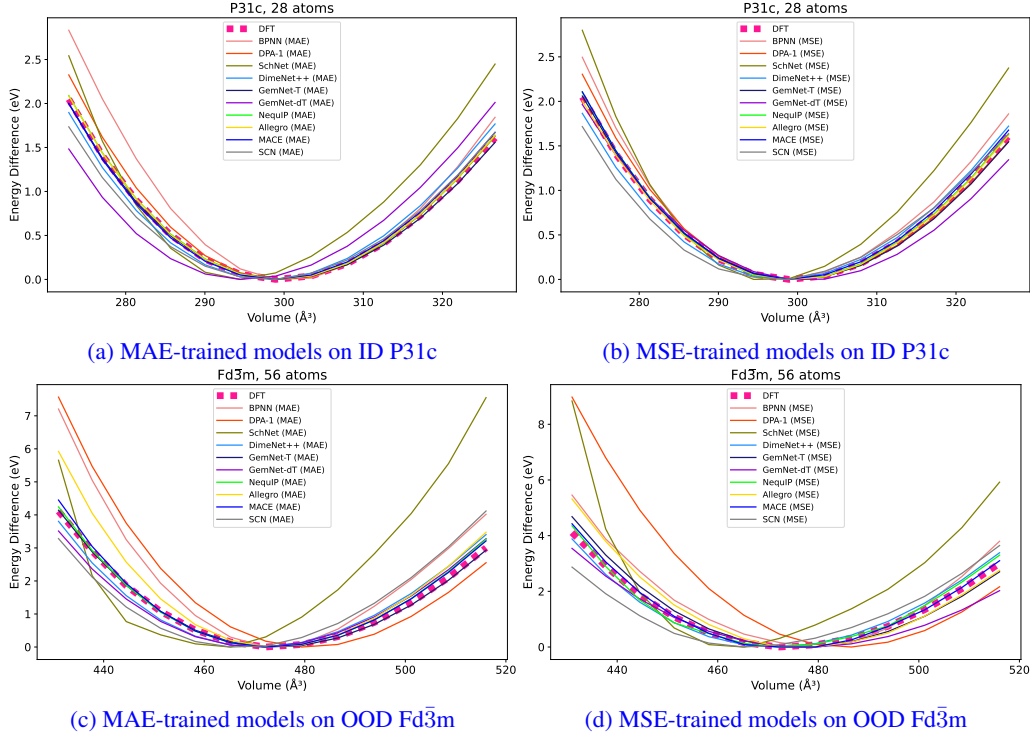 P31c, 28 atoms
Energy Difference (eV)
2.5
2.0
1.5
1.0
0.5
0.0
DFT
BPNN (MAE)
DPA-1 (MAE)
SchNet (MAE)
DimeNet++ (MAE)
GemNet-T (MAE)
GemNet-dT (MAE)
NequIP (MAE)
Allegro (MAE)
MACE (MAE)
SCN (MAE)
280
290
300
310
320
Volume (Å³)
(a) MAE-trained models on ID P31c
P31c, 28 atoms
Energy Difference (eV)
2.5
2.0
1.5
1.0
0.5
0.0
DFT
BPNN (MSE)
DPA-1 (MSE)
SchNet (MSE)
DimeNet++ (MSE)
GemNet-T (MSE)
GemNet-dT (MSE)
NequIP (MSE)
Allegro (MSE)
MACE (MSE)
SCN (MSE)
280
290
300
310
320
Volume (Å³)
(b) MSE-trained models on ID P31c
Fd3̄m, 56 atoms
Energy Difference (eV)
7
6
5
4
3
2
1
0
DFT
BPNN (MAE)
DPA-1 (MAE)
SchNet (MAE)
DimeNet++ (MAE)
GemNet-T (MAE)
GemNet-dT (MAE)
NequIP (MAE)
Allegro (MAE)
MACE (MAE)
SCN (MAE)
440
460
480
500
520
Volume (Å³)
(c) MAE-trained models on OOD Fd3̄m
Fd3̄m, 56 atoms
Energy Difference (eV)
8
6
4
2
0
DFT
BPNN (MSE)
DPA-1 (MSE)
SchNet (MSE)
DimeNet++ (MSE)
GemNet-T (MSE)
GemNet-dT (MSE)
NequIP (MSE)
Allegro (MSE)
MACE (MSE)
SCN (MSE)
440
460
480
500
520
Volume (Å³)
(d) MSE-trained models on OOD Fd3̄m